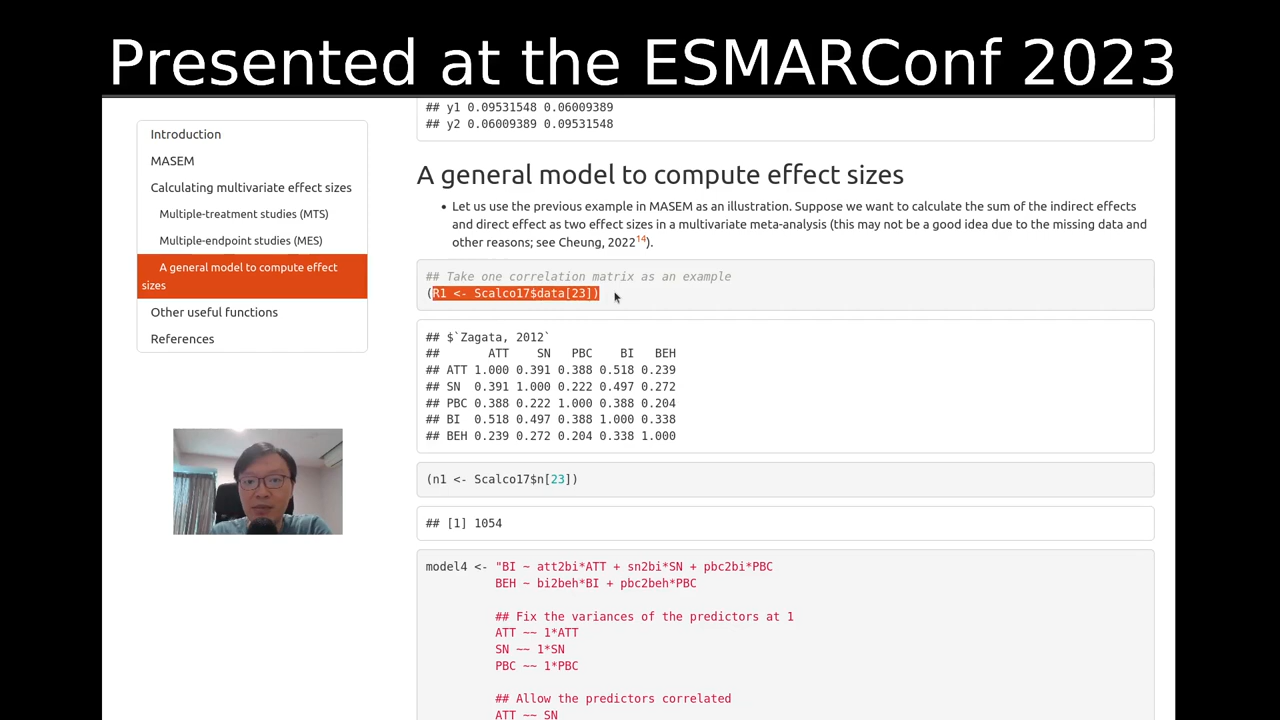 Presented at the ESMARConf 2023
Introduction
MASEM
Calculating multivariate effect sizes
Multiple-treatment studies (MTS)
Multiple-endpoint studies (MES)
A general model to compute effect
sizes
Other useful functions
References
## y1 0.09531548 0.06009389
## y2 0.06009389 0.09531548
A general model to compute effect sizes
• Let us use the previous example in MASEM as an illustration. Suppose we want to calculate the sum of the indirect effects
and direct effect as two effect sizes in a multivariate meta-analysis (this may not be a good idea due to the missing data and
other reasons; see Cheung, 2022¹⁴).
## Take one correlation matrix as an example
(R1 <- Scalco17$data[23])
## $`Zagata, 2012`
##       ATT    SN   PBC    BI   BEH
## ATT 1.000 0.391 0.388 0.518 0.239
## SN  0.391 1.000 0.222 0.497 0.272
## PBC 0.388 0.222 1.000 0.388 0.204
## BI  0.518 0.497 0.388 1.000 0.338
## BEH 0.239 0.272 0.204 0.338 1.000
(n1 <- Scalco17$n[23])
## [1] 1054
model4 <- "BI ~ att2bi*ATT + sn2bi*SN + pbc2bi*PBC
BEH ~ bi2beh*BI + pbc2beh*PBC
## Fix the variances of the predictors at 1
ATT ~~ 1*ATT
SN ~~ 1*SN
PBC ~~ 1*PBC
## Allow the predictors correlated
ATT ~~ SN